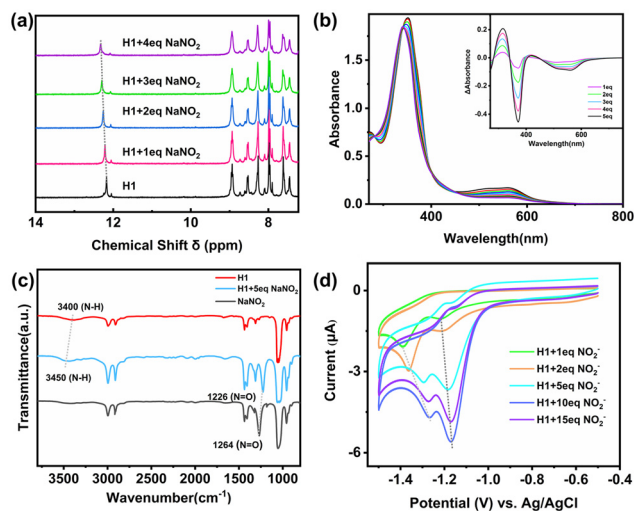 (a)
H1+4eq NaNO₂
H1+3eq NaNO₂
H1+2eq NaNO₂
H1+1eq NaNO₂
H1
14 12 10 8
Chemical Shift δ (ppm)
(b)
Absorbance
2.0
1.5
1.0
0.5
0.0
400 600 800
Wavelength(nm)
ΔAbsorbance
0.2
0.0
-0.2
-0.4
1eq
2eq
3eq
4eq
5eq
400 600 800
Wavelength(nm)
(c)
Transmittance(a.u.)
H1
H1+5eq NaNO₂
NaNO₂
3400 (N-H)
3450 (N-H)
1226 (N=O)
1264 (N=O)
3500 3000 2500 2000 1500 1000
Wavenumber(cm⁻¹)
(d)
Current (μA)
0
-3
-6
H1+1eq NO₂⁻
H1+2eq NO₂⁻
H1+5eq NO₂⁻
H1+10eq NO₂⁻
H1+15eq NO₂⁻
-1.4 -1.2 -1.0 -0.8 -0.6 -0.4
Potential (V) vs. Ag/AgCl